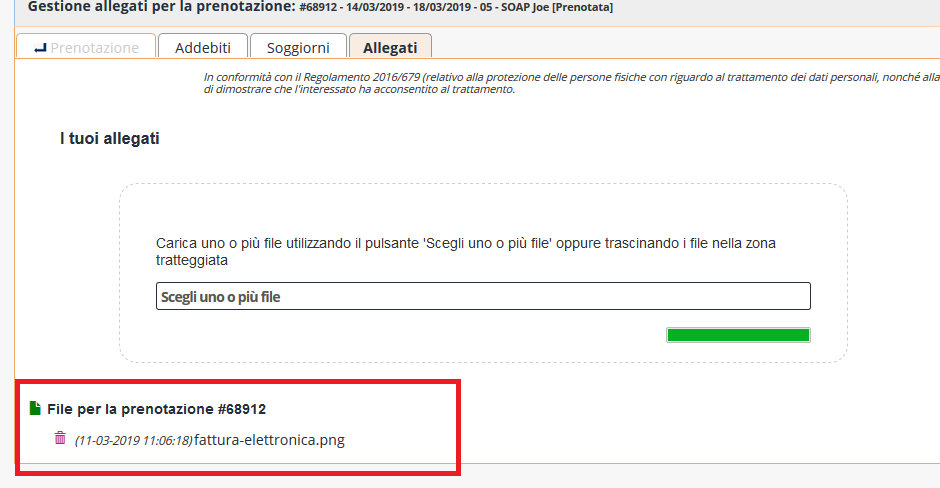 Gestione allegati per la prenotazione: #68912 - 14/03/2019 - 18/03/2019 - 05 - SOAP Joe [Prenotata]
Prenotazione Addebiti Soggiorni Allegati
In conformità con il Regolamento 2016/679 (relativo alla protezione delle persone fisiche con riguardo al trattamento dei dati personali, nonché alla
di dimostrare che l'interessato ha acconsentito al trattamento.
I tuoi allegati
Carica uno o più file utilizzando il pulsante 'Scegli uno o più file' oppure trascinando i file nella zona
tratteggiata
Scegli uno o più file
File per la prenotazione #68912
(11-03-2019 11:06:18) fattura-elettronica.png